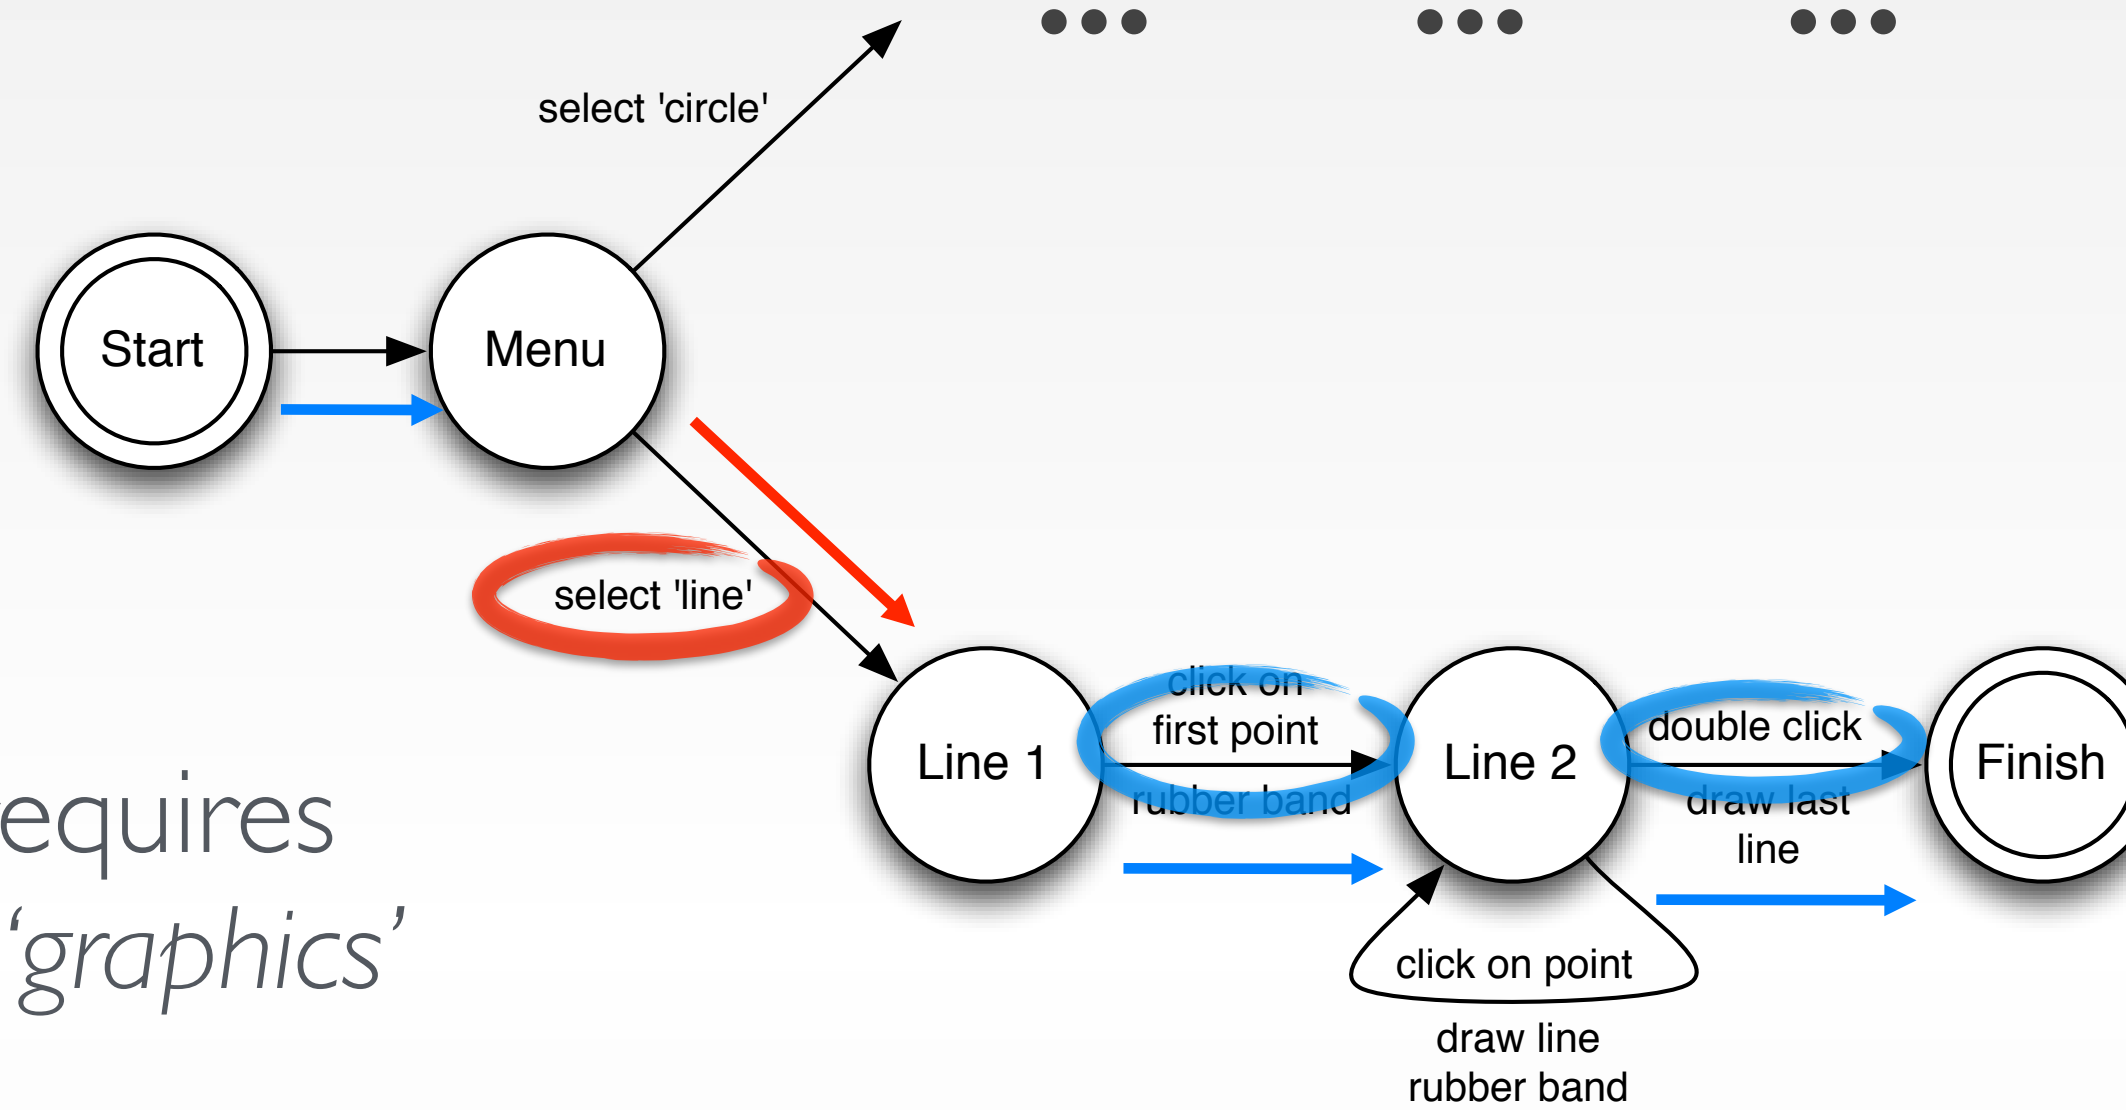 select 'circle'
Start
Menu
select 'line'
click on
first point
rubber band
double click
draw last
line
Line 1
Line 2
Finish
equires
‘graphics’
click on point
draw line
rubber band